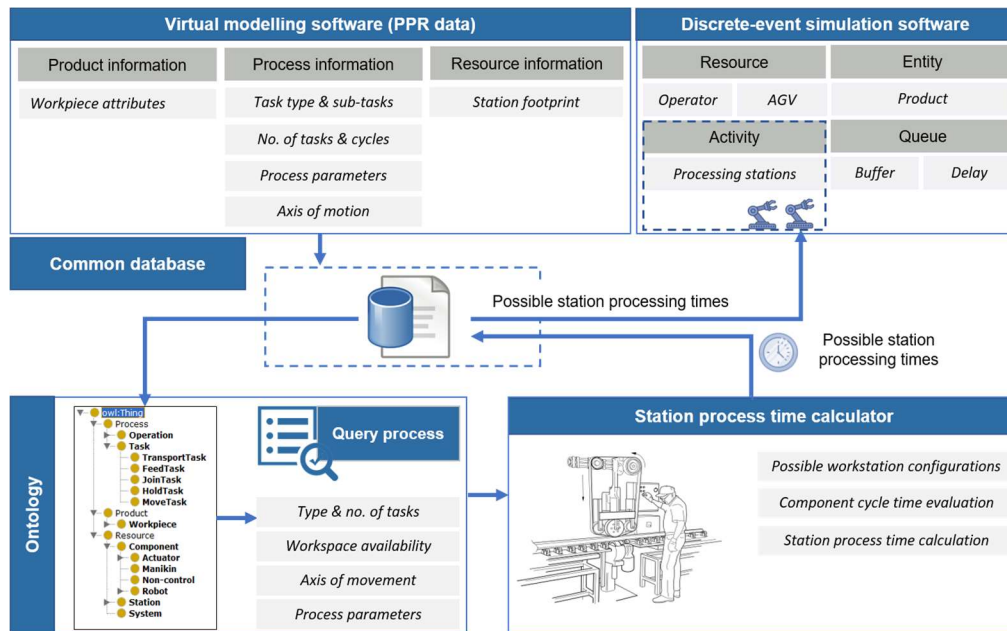 Virtual modelling software (PPR data)
Product information
Workpiece attributes
Process information
Task type & sub-tasks
No. of tasks & cycles
Process parameters
Axis of motion
Resource information
Station footprint
Discrete-event simulation software
Resource
Operator
AGV
Entity
Product
Activity
Processing stations
Queue
Buffer
Delay
Common database
Possible station processing times
Possible station
processing times
Ontology
owl:Thing
Process
Operation
Task
TransportTask
FeedTask
JoinTask
HoldTask
MoveTask
Product
Workpiece
Resource
Component
Actuator
Manikin
Non-control
Robot
Station
System
Query process
Type & no. of tasks
Workspace availability
Axis of movement
Process parameters
Station process time calculator
Possible workstation configurations
Component cycle time evaluation
Station process time calculation